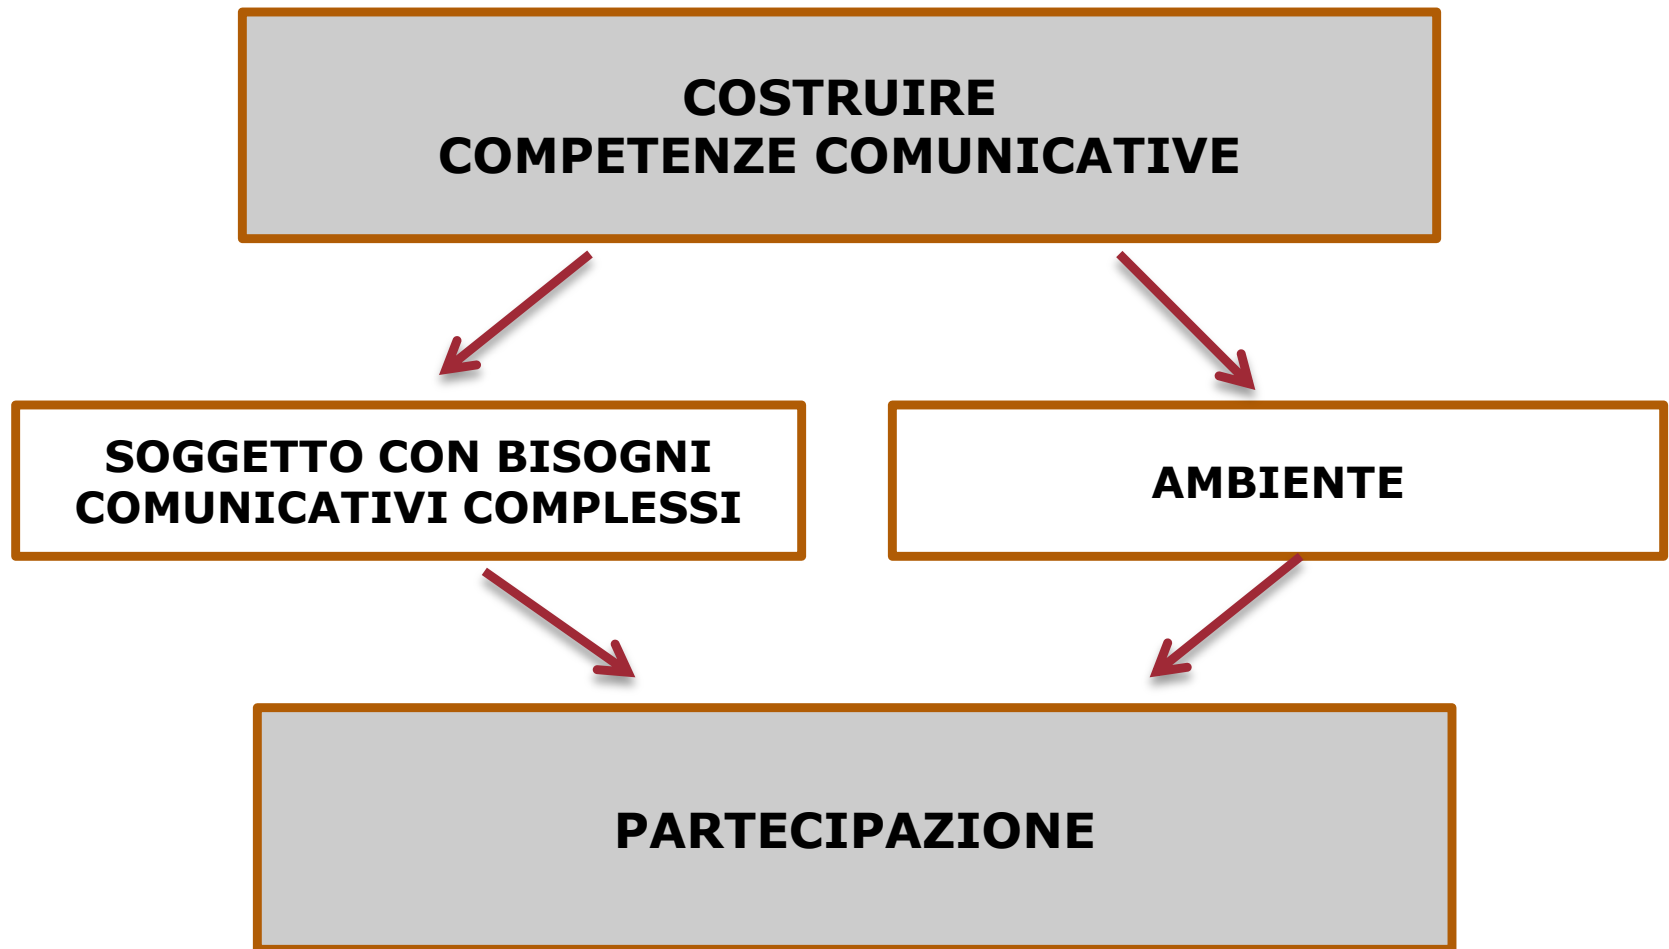 COSTRUIRE
COMPETENZE COMUNICATIVE
SOGGETTO CON BISOGNI
COMUNICATIVI COMPLESSI
AMBIENTE
PARTECIPAZIONE